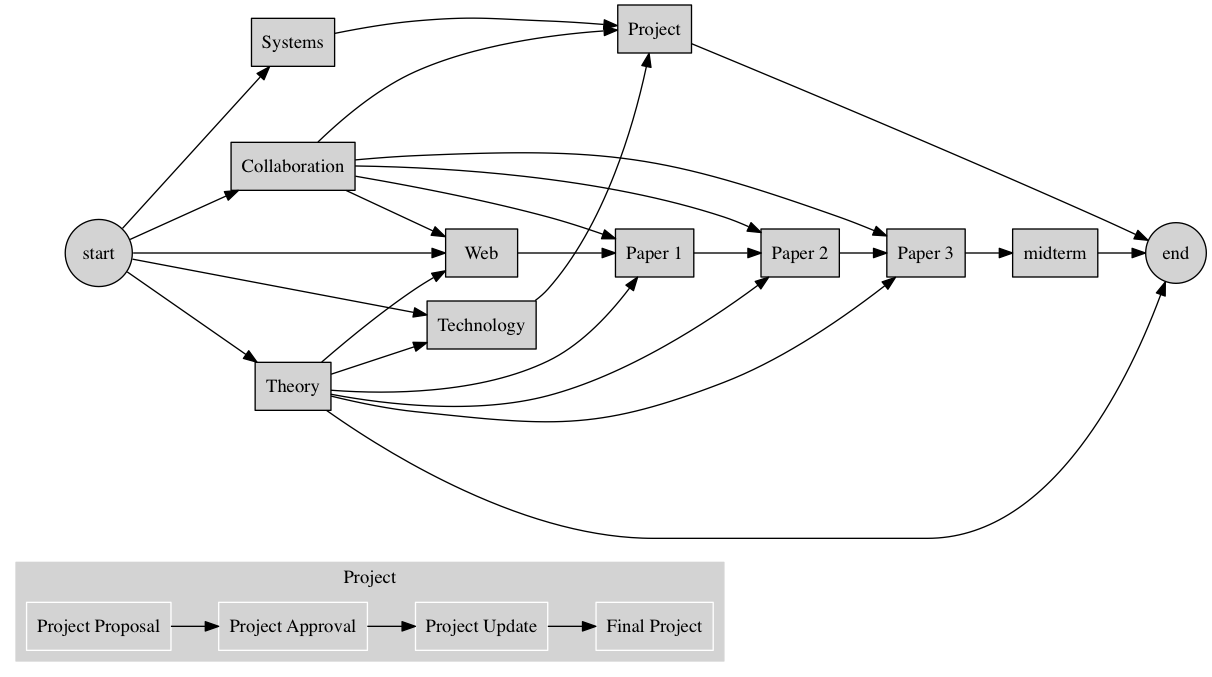 Systems
Project
Collaboration
start
Web
Paper 1
Paper 2
Paper 3
midterm
end
Technology
Theory
Project
Project Proposal
Project Approval
Project Update
Final Project